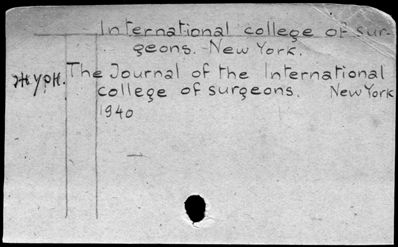 International college of sur-
geons. New York.
Журн. The Journal of the International
college of surgeons. New York
1940